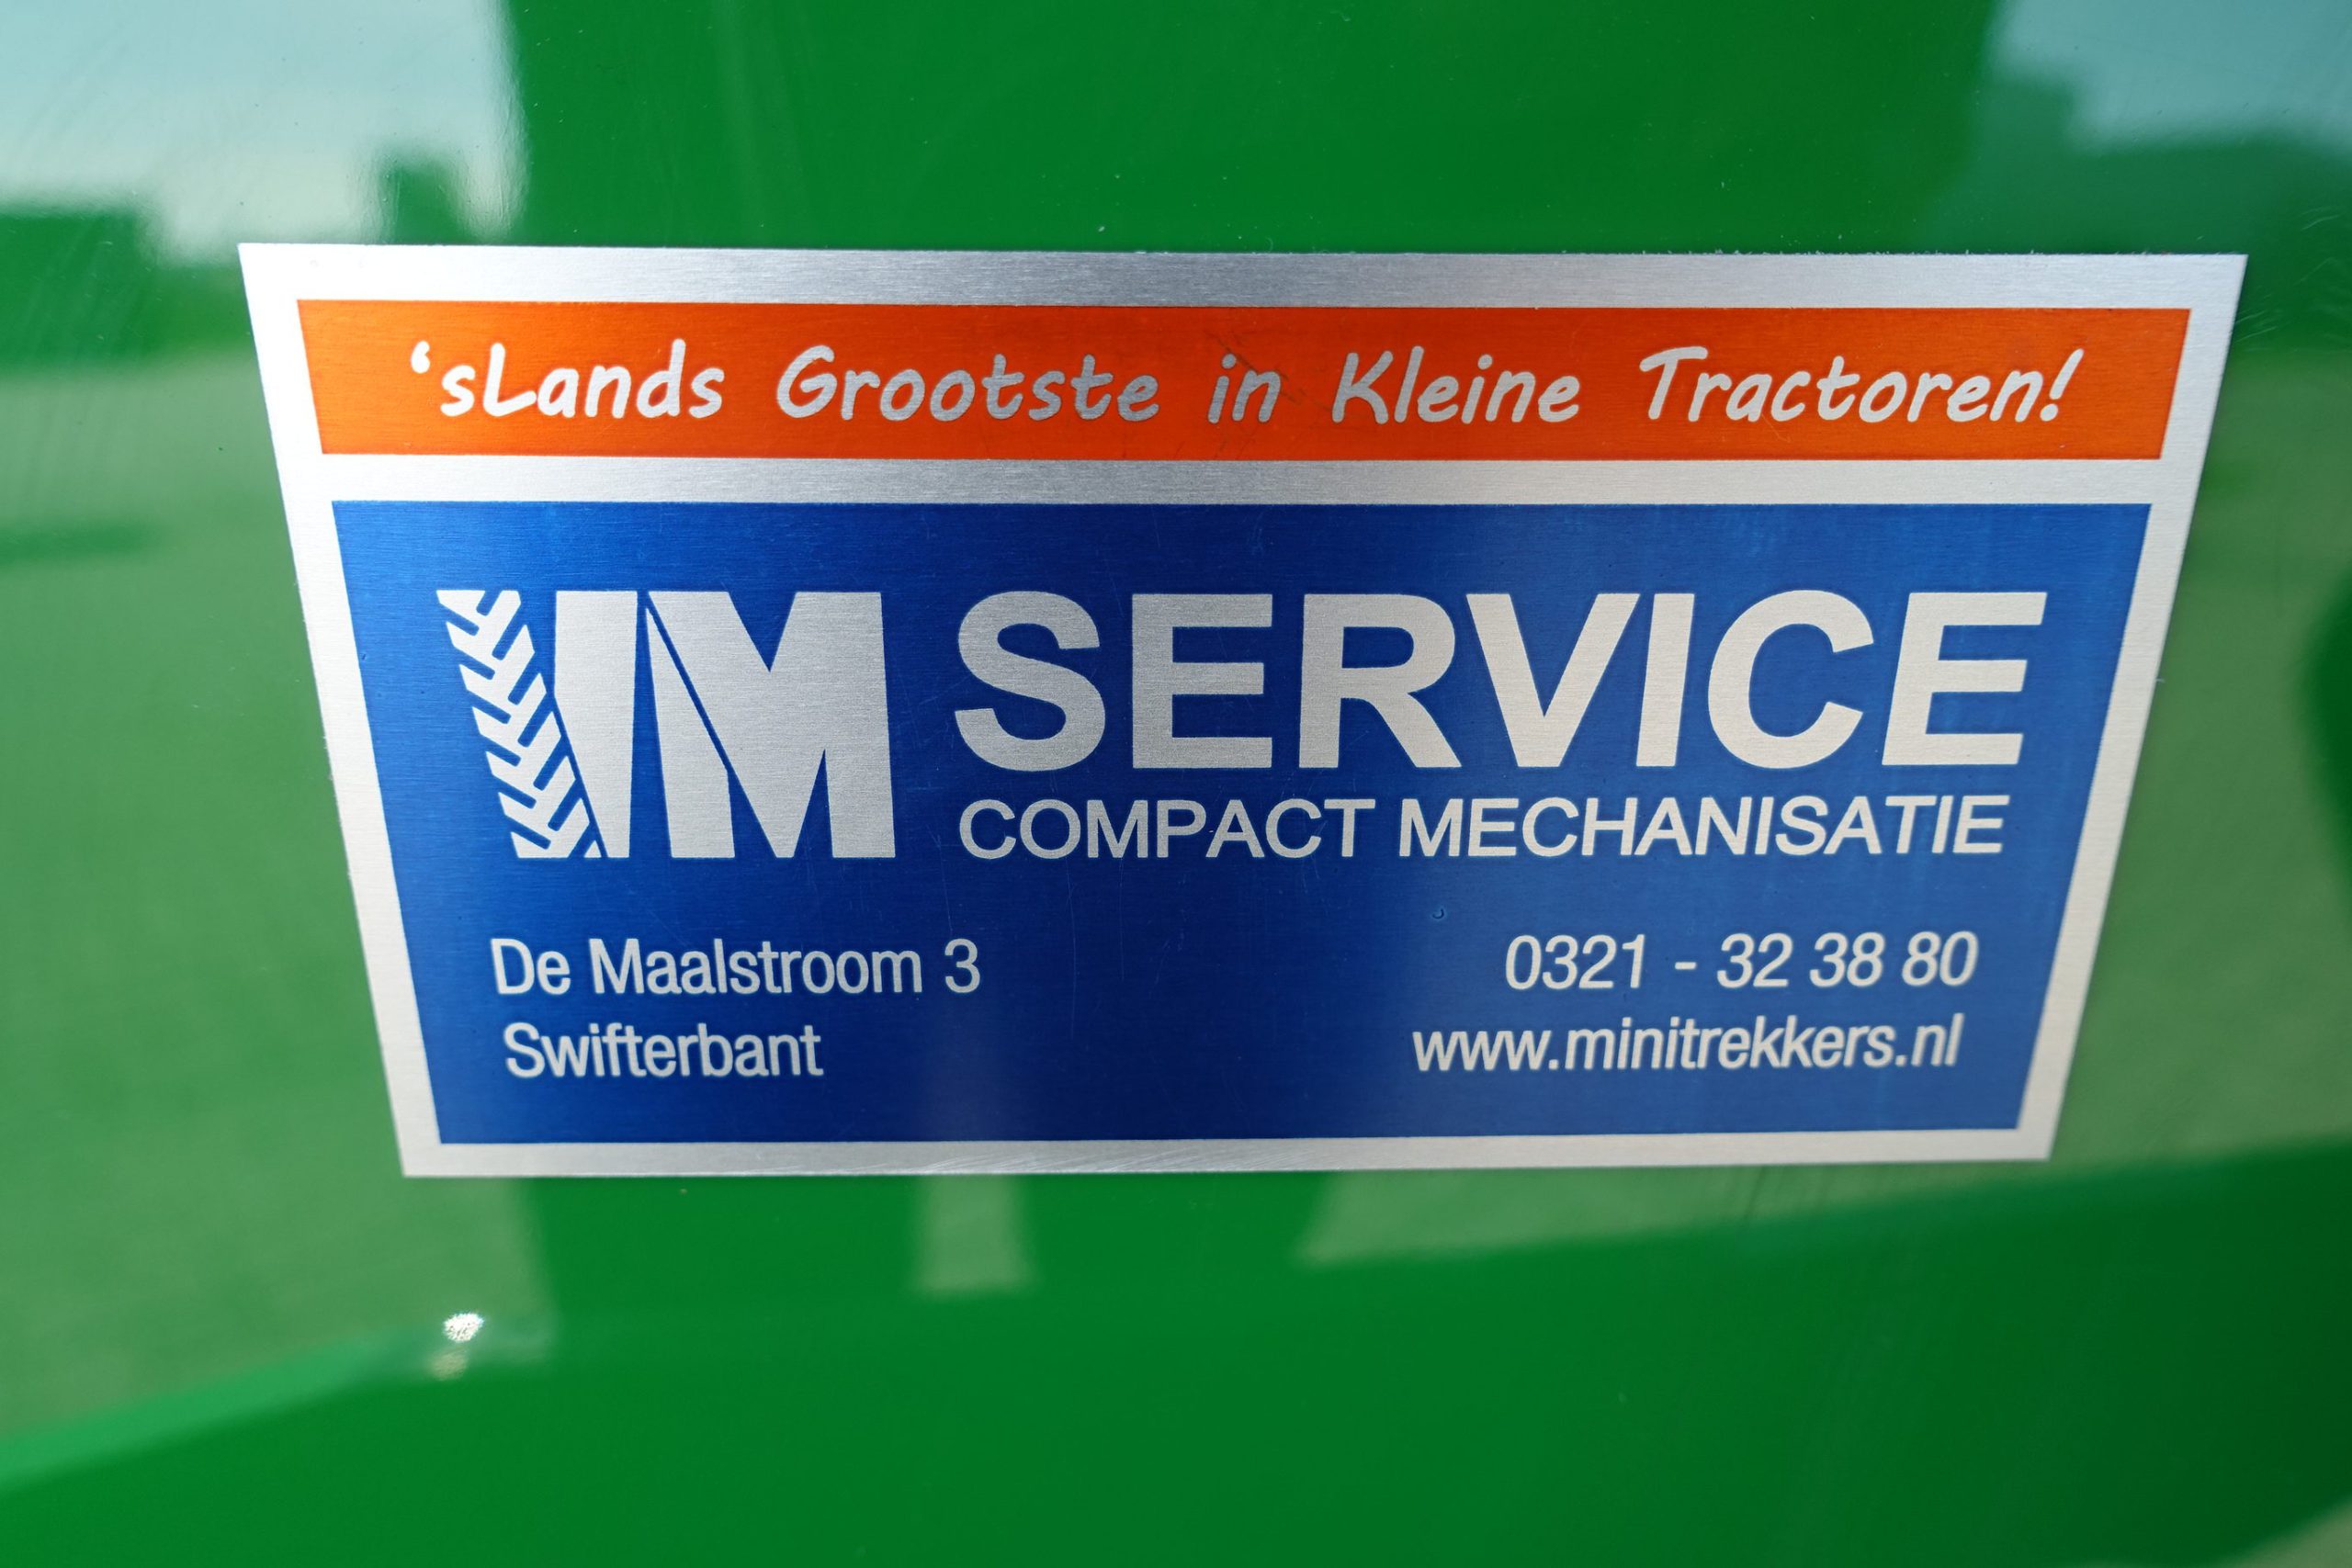 ‘sLands Grootste in Kleine Tractoren!
IM SERVICE
COMPACT MECHANISATIE
De Maalstroom 3
0321 - 32 38 80
Swifterbant
www.minitrekkers.nl